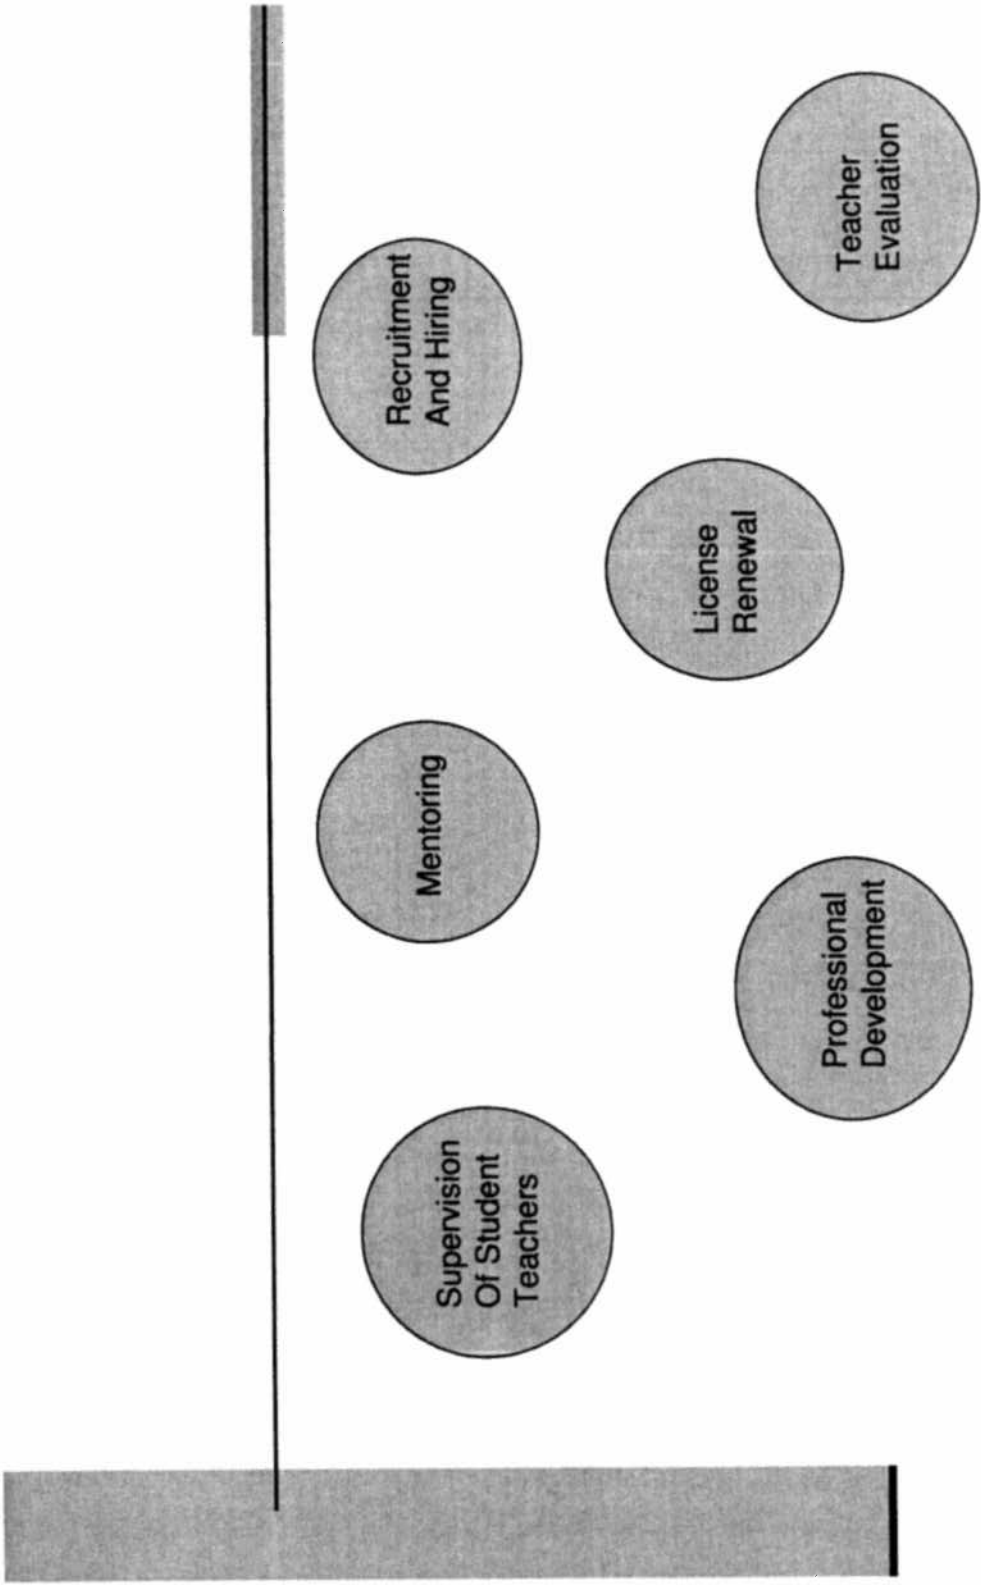 Supervision
Of Student
Teachers
Mentoring
Recruitment
And Hiring
Professional
Development
License
Renewal
Teacher
Evaluation